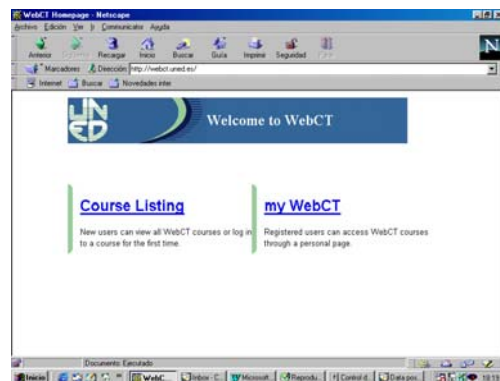 WebCT Homepage - Netscape
Archivo Edición Ver Ir Communicator Ayuda
Anterior Recargar Inicio Buscar Guía Imprimir Seguridad
Marcadores Dirección http://webct.uned.es/
Internet Buscar Novedades inter
UNED
Welcome to WebCT
Course Listing
New users can view all WebCT courses or log in
to a course for the first time.
my WebCT
Registered users can access WebCT courses
through a personal page.
Documento: Ejecutado
Inicio WebC... Inbox - C... Microsoft... Reprodu... Control d... Data pos...